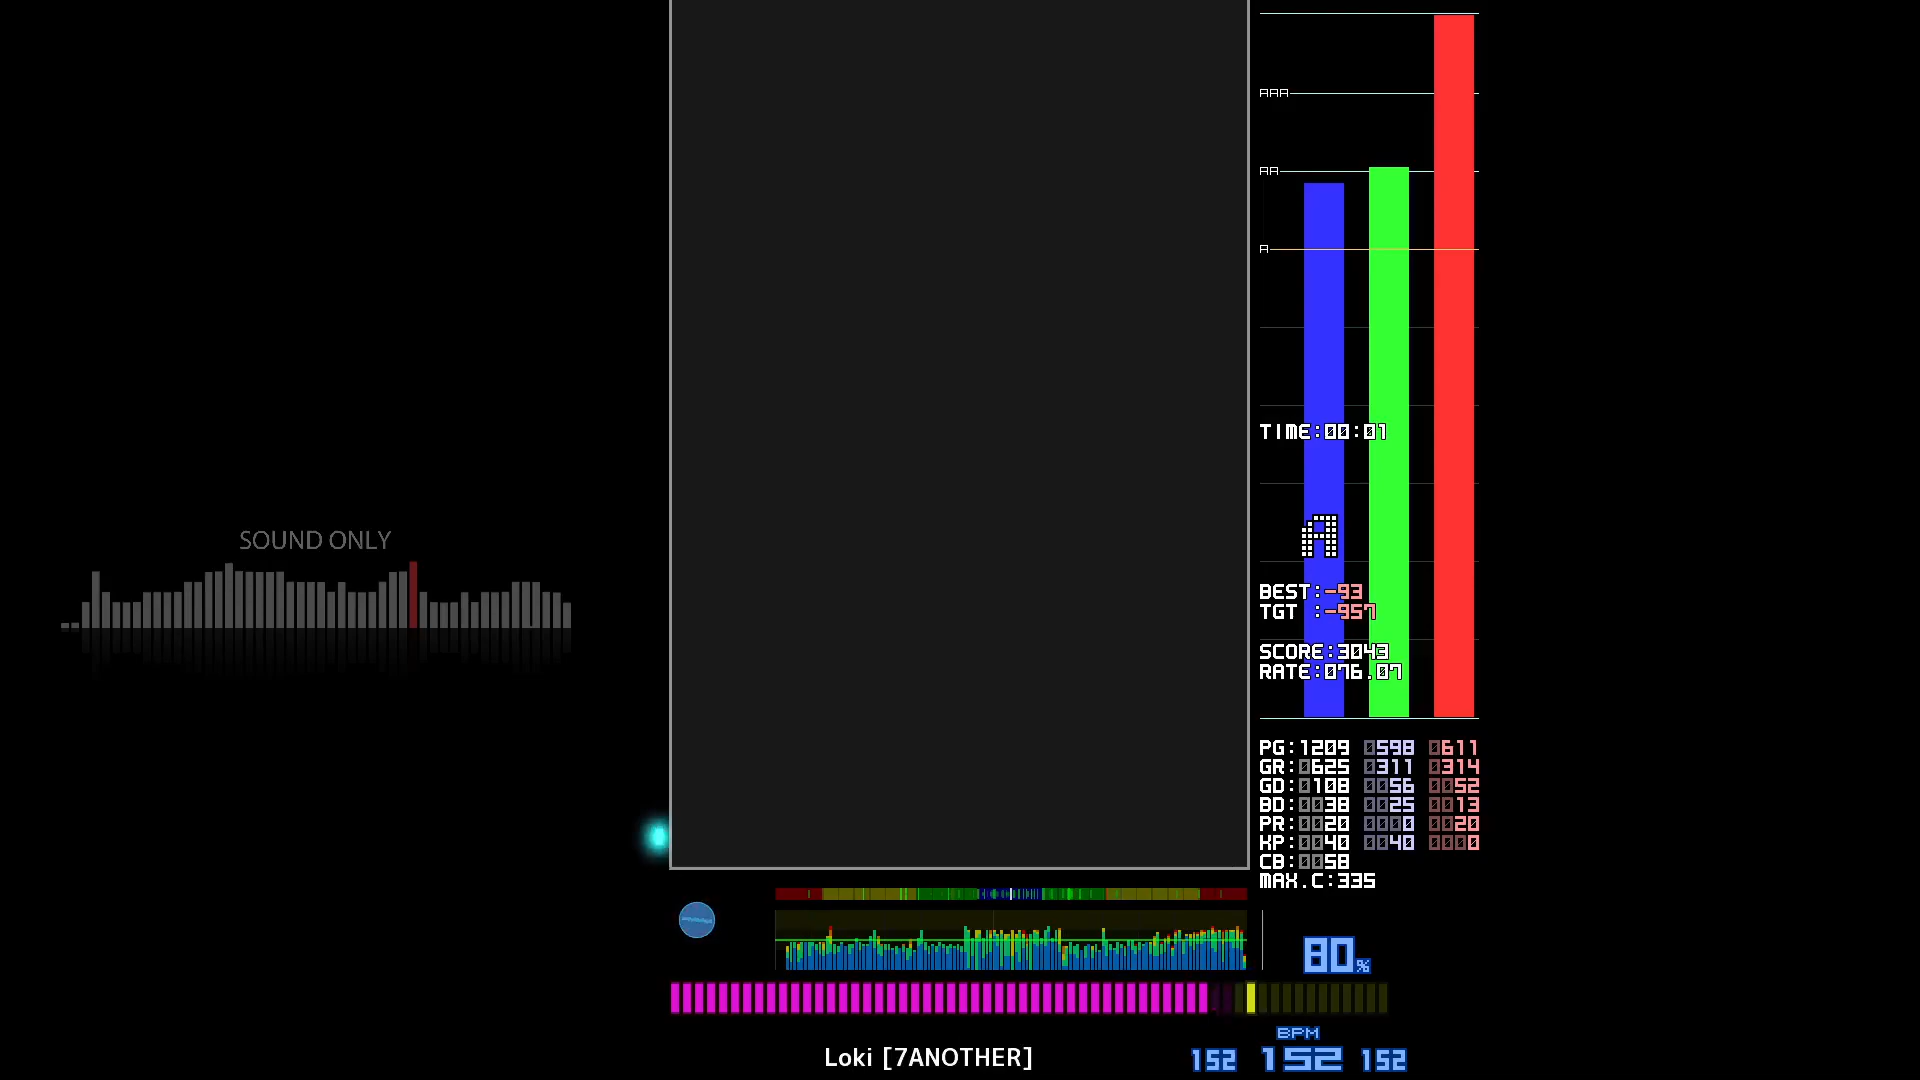 SOUND ONLY
AAA
AA
A
TIME:00:01
A
BEST:-93
TGT :-957
SCORE:3043
RATE:076.07
PG:1209 0598 0611
GR:0625 0311 0314
GD:0108 0056 0052
BD:0038 0025 0013
PR:0020 0000 0020
KP:0040 0040 0000
CB:0058
MAX.C:335
80%
BPM
152 152 152
Loki [7ANOTHER]